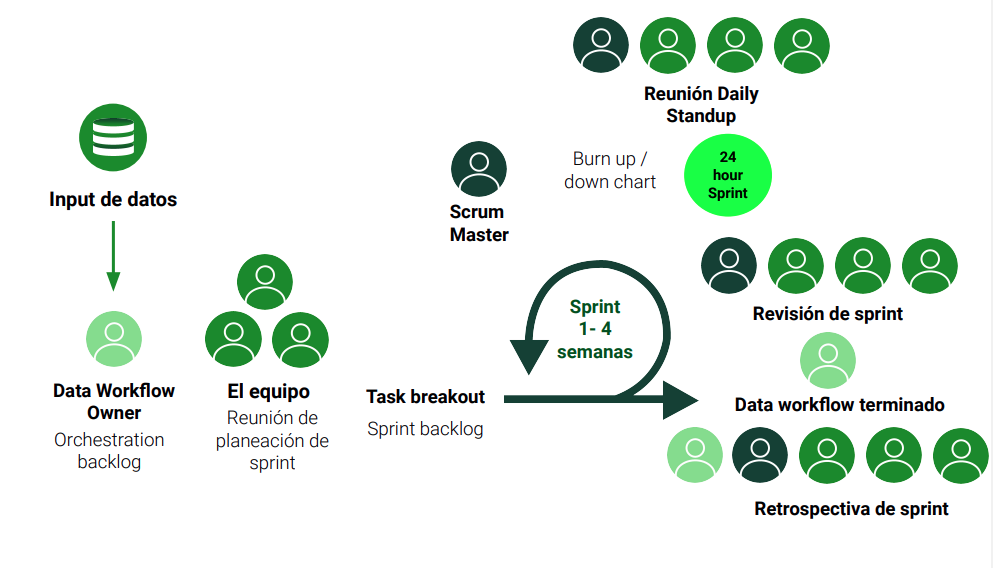 Input de datos
Data Workflow
Owner
Orchestration
backlog
El equipo
Reunión de
planeación de
sprint
Task breakout
Sprint backlog
Scrum
Master
Sprint
1- 4
semanas
Reunión Daily
Standup
Burn up /
down chart
24
hour
Sprint
Revisión de sprint
Data workflow terminado
Retrospectiva de sprint